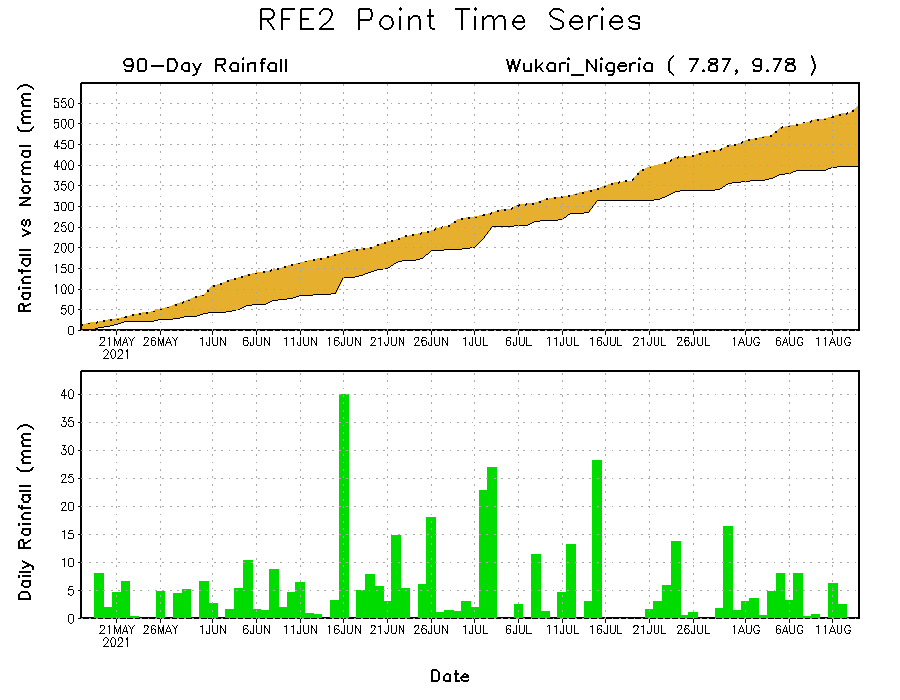 RFE2 Point Time Series
90-Day Rainfall
Wukari_Nigeria ( 7.87, 9.78 )
Rainfall vs Normal (mm)
550
500
450
400
350
300
250
200
150
100
50
0
21MAY 26MAY 1JUN 6JUN 11JUN 16JUN 21JUN 26JUN 1JUL 6JUL 11JUL 16JUL 21JUL 26JUL 1AUG 6AUG 11AUG
2021
Daily Rainfall (mm)
40
35
30
25
20
15
10
5
0
21MAY 26MAY 1JUN 6JUN 11JUN 16JUN 21JUN 26JUN 1JUL 6JUL 11JUL 16JUL 21JUL 26JUL 1AUG 6AUG 11AUG
2021
Date